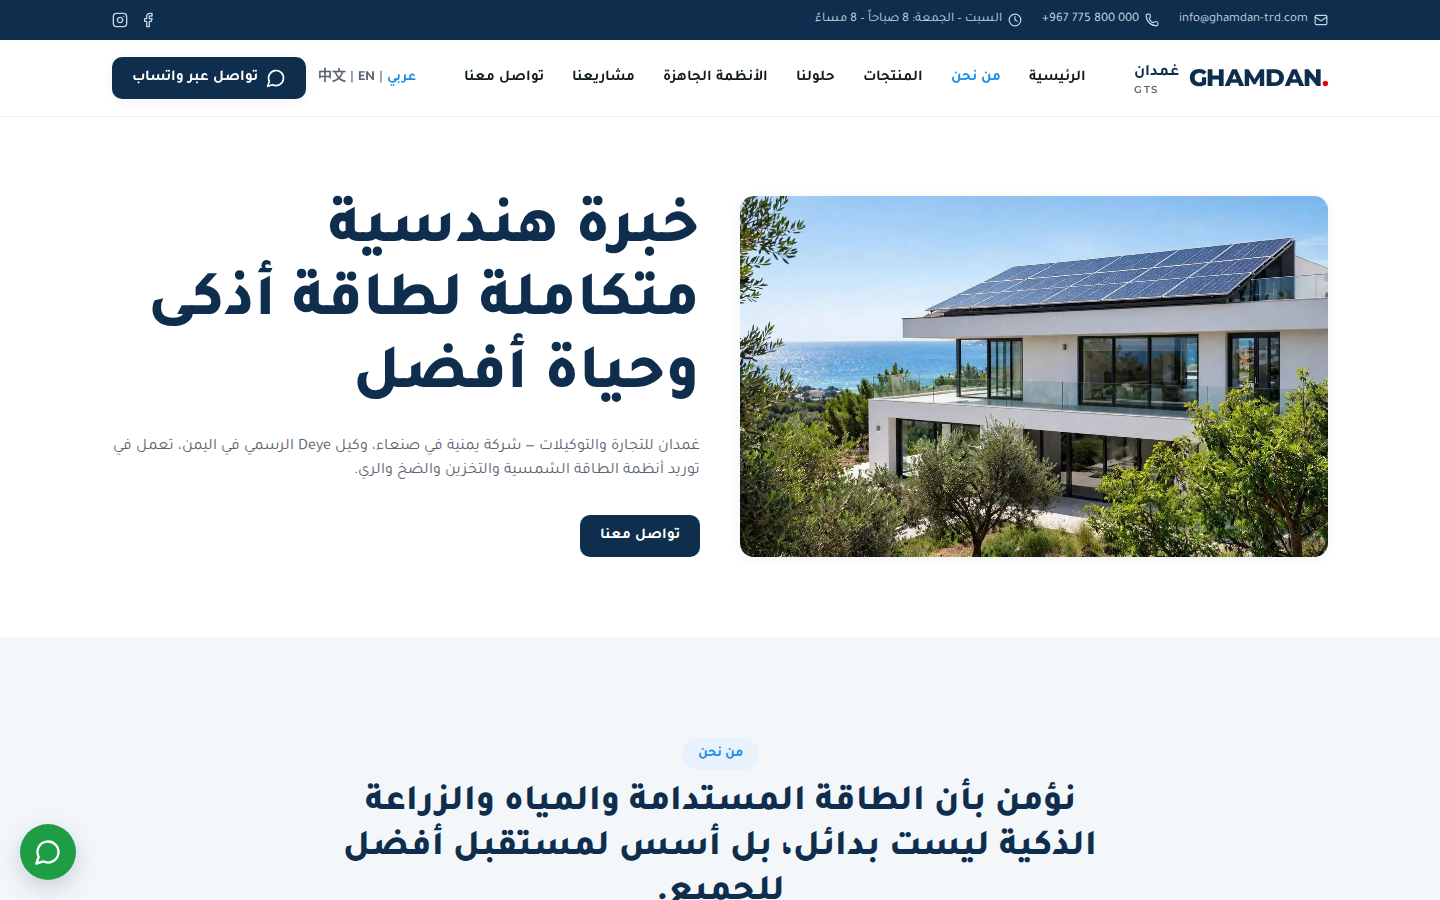 info@ghamdan-trd.com
+967 775 800 000
السبت - الجمعة: 8 صباحاً - 8 مساءً
GHAMDAN.
غمدان
GTS
الرئيسية
من نحن
المنتجات
حلولنا
الأنظمة الجاهزة
مشاريعنا
تواصل معنا
عربي | EN | 中文
تواصل عبر واتساب
خبرة هندسية
متكاملة لطاقة أذكى
وحياة أفضل
غمدان للتجارة والتوكيلات – شركة يمنية في صنعاء، وكيل Deye الرسمي في اليمن، تعمل في
توريد أنظمة الطاقة الشمسية والتخزين والضخ والري.
تواصل معنا
من نحن
نؤمن بأن الطاقة المستدامة والمياه والزراعة
الذكية ليست بدائل، بل أسس لمستقبل أفضل
للجميع.